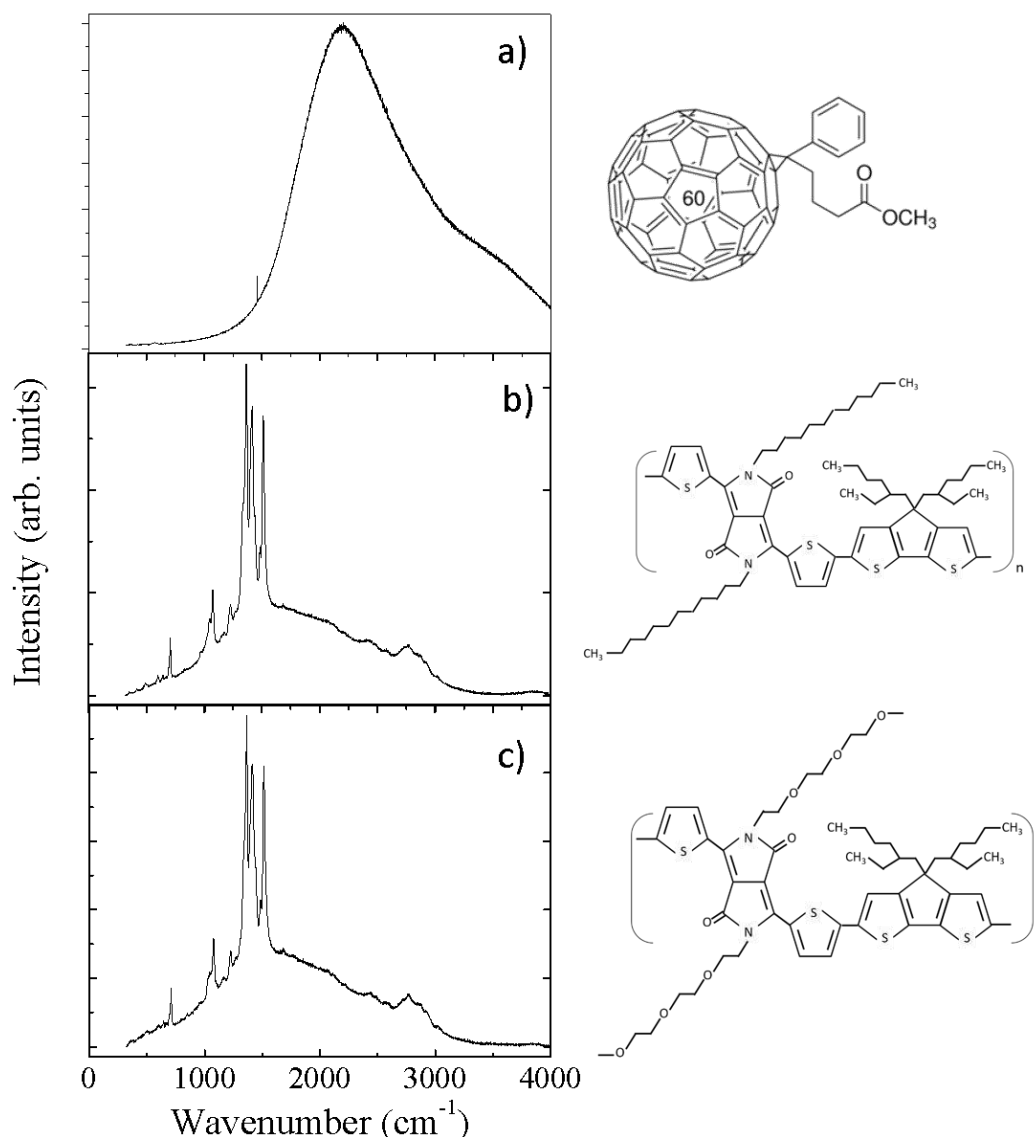 a)
60
O
OCH3
b)
CH3
N
O
S
CH3
CH3
CH3
CH3
S
O
N
S
S
n
CH3
c)
O
O
O
N
O
S
CH3
CH3
CH3
CH3
S
O
N
S
S
O
O
O
Intensity (arb. units)
0 1000 2000 3000 4000
Wavenumber (cm-1)